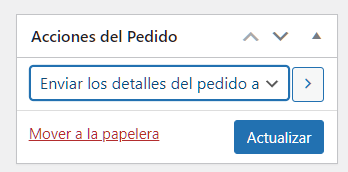 Acciones del Pedido
Enviar los detalles del pedido a
Mover a la papelera
Actualizar